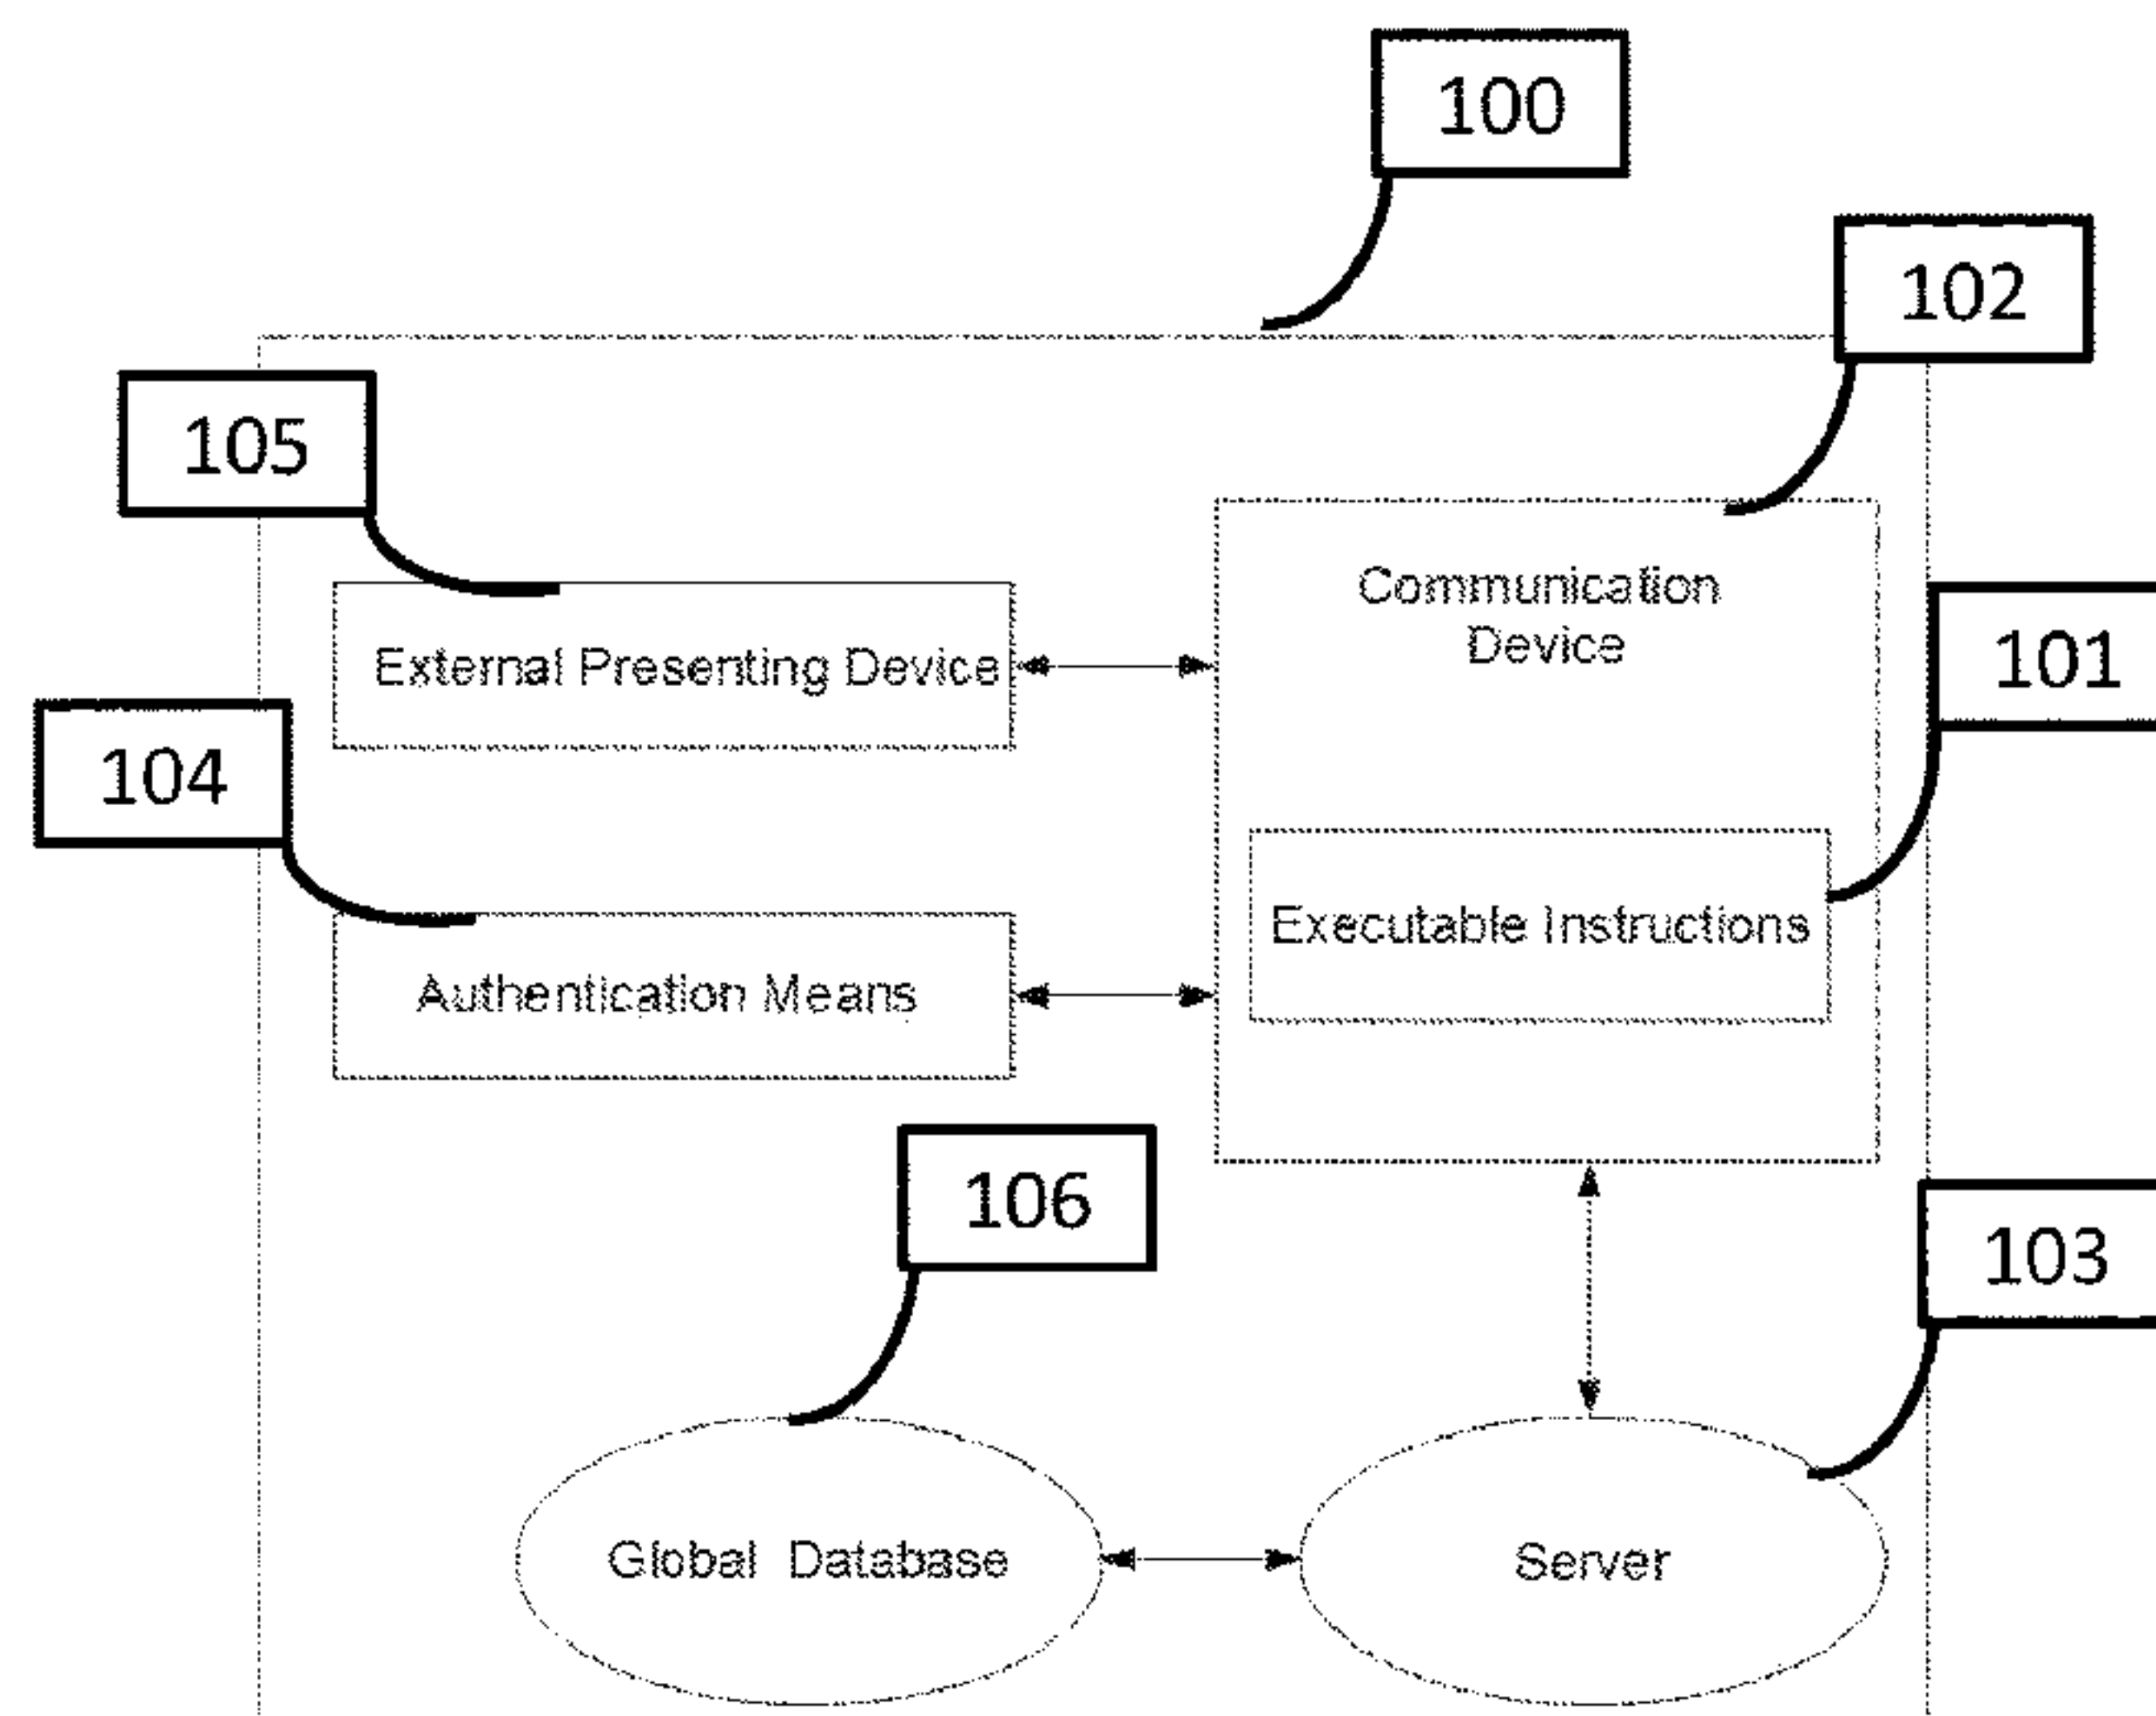 100
102
105
Communication
Device
External Presenting Device
101
104
Executable Instructions
Authentication Means
106
103
Global Database
Server